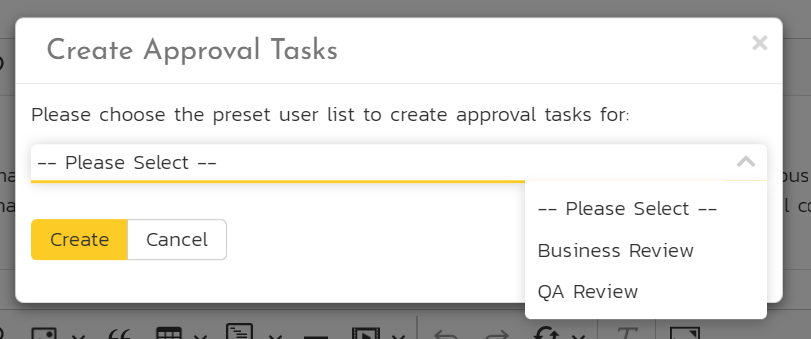 Create Approval Tasks
×
Please choose the preset user list to create approval tasks for:
-- Please Select --
-- Please Select --
Business Review
QA Review
Create
Cancel